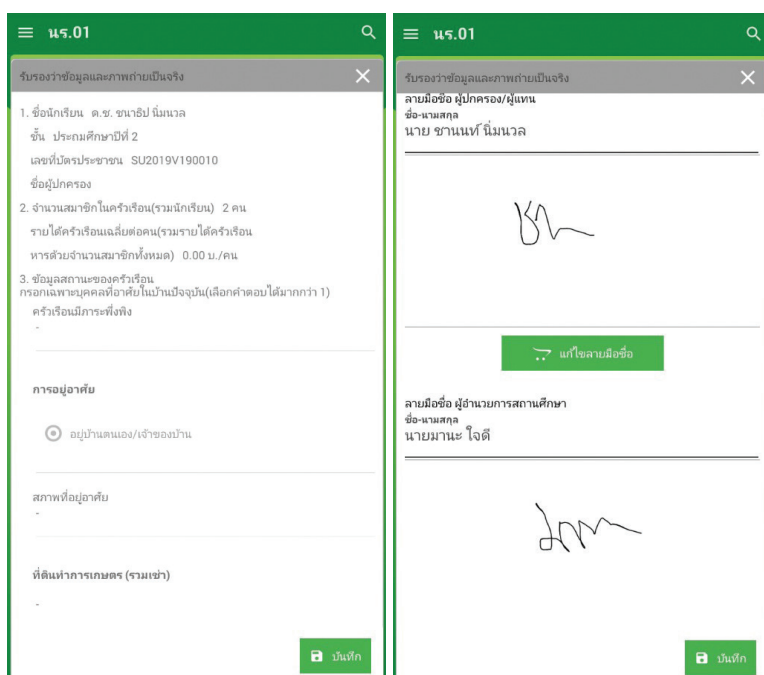 นร.01
รับรองว่าข้อมูลและภาพถ่ายเป็นจริง
1. ชื่อนักเรียน ด.ช. ชนาธิป นิ่มนวล
ชั้น ประถมศึกษาปีที่ 2
เลขที่บัตรประชาชน SU2019V190010
ชื่อผู้ปกครอง
2. จำนวนสมาชิกในครัวเรือน(รวมนักเรียน) 2 คน
รายได้ครัวเรือนเฉลี่ยต่อคน(รวมรายได้ครัวเรือน
หารด้วยจำนวนสมาชิกทั้งหมด) 0.00 บ./คน
3. ข้อมูลสถานะของครัวเรือน
กรอกเฉพาะบุคคลที่อาศัยในบ้านปัจจุบัน(เลือกคำตอบได้มากกว่า 1)
ครัวเรือนมีภาระพึ่งพิง
-
การอยู่อาศัย
อยู่บ้านตนเอง/เจ้าของบ้าน
สภาพที่อยู่อาศัย
-
ที่ดินทำการเกษตร (รวมเช่า)
-
บันทึก
นร.01
รับรองว่าข้อมูลและภาพถ่ายเป็นจริง
ลายมือชื่อ ผู้ปกครอง/ผู้แทน
ชื่อ-นามสกุล
นาย ชานนท์ นิ่มนวล
แก้ไขลายมือชื่อ
ลายมือชื่อ ผู้อำนวยการสถานศึกษา
ชื่อ-นามสกุล
นายมานะ ใจดี
บันทึก